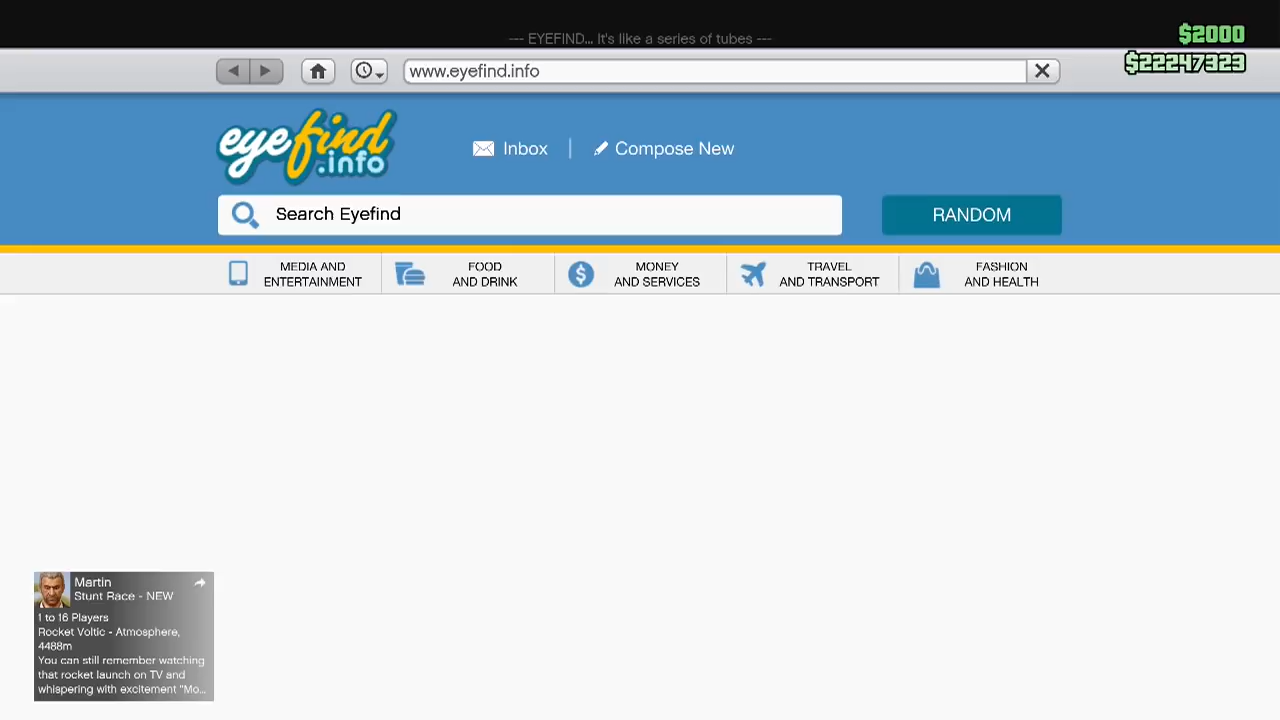 --- EYEFIND... It's like a series of tubes ---
$2000
$22247323
www.eyefind.info
eyefind
.info
Inbox
Compose New
Search Eyefind
RANDOM
MEDIA AND
ENTERTAINMENT
FOOD
AND DRINK
MONEY
AND SERVICES
TRAVEL
AND TRANSPORT
FASHION
AND HEALTH
Martin
Stunt Race - NEW
1 to 16 Players
Rocket Voltic - Atmosphere,
4488m
You can still remember watching
that rocket launch on TV and
whispering with excitement "Mo...